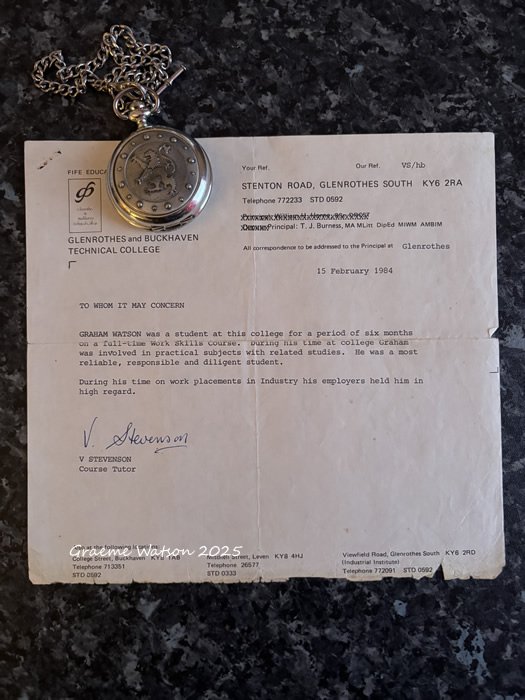 Your Ref. Our Ref. VS/hb
FIFE EDUCA
STENTON ROAD, GLENROTHES SOUTH KY6 2RA
Telephone 772233 STD 0592
Principal: T. J. Burness, MA MLitt DipEd MIWM AMBIM
GLENROTHES and BUCKHAVEN
TECHNICAL COLLEGE
All correspondence to be addressed to the Principal at Glenrothes
15 February 1984
TO WHOM IT MAY CONCERN
GRAHAM WATSON was a student at this college for a period of six months
on a full-time Work Skills Course. During his time at college Graham
was involved in practical subjects with related studies. He was a most
reliable, responsible and diligent student.
During his time on work placements in Industry his employers held him in
high regard.
V. Stevenson
V STEVENSON
Course Tutor
Graeme Watson 2025
College Street, Buckhaven KY8 1AB
Telephone 713351
STD 0592
Mitchell Street, Leven KY8 4HJ
Telephone 26577
STD 0333
Viewfield Road, Glenrothes South KY6 2RD
(Industrial Institute)
Telephone 772091 STD 0592